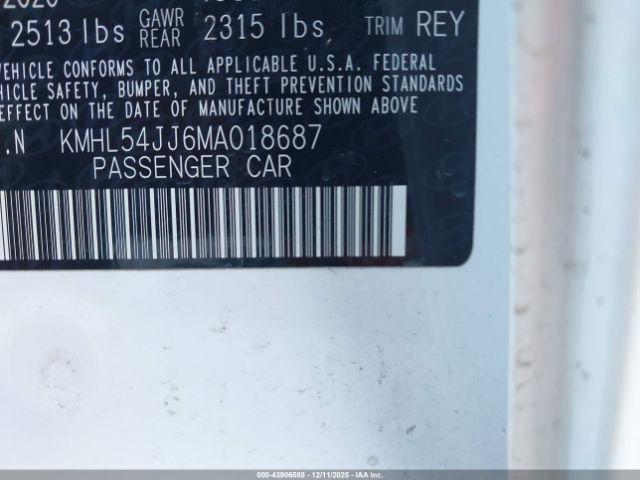 2513 lbs GAWR REAR 2315 lbs TRIM REY
VEHICLE CONFORMS TO ALL APPLICABLE U.S.A. FEDERAL
VEHICLE SAFETY, BUMPER, AND THEFT PREVENTION STANDARDS
EFFECT ON THE DATE OF MANUFACTURE SHOWN ABOVE
.N KMHL54JJ6MA018687
PASSENGER CAR
000-43906588 - 12/11/2025 - IAA Inc.